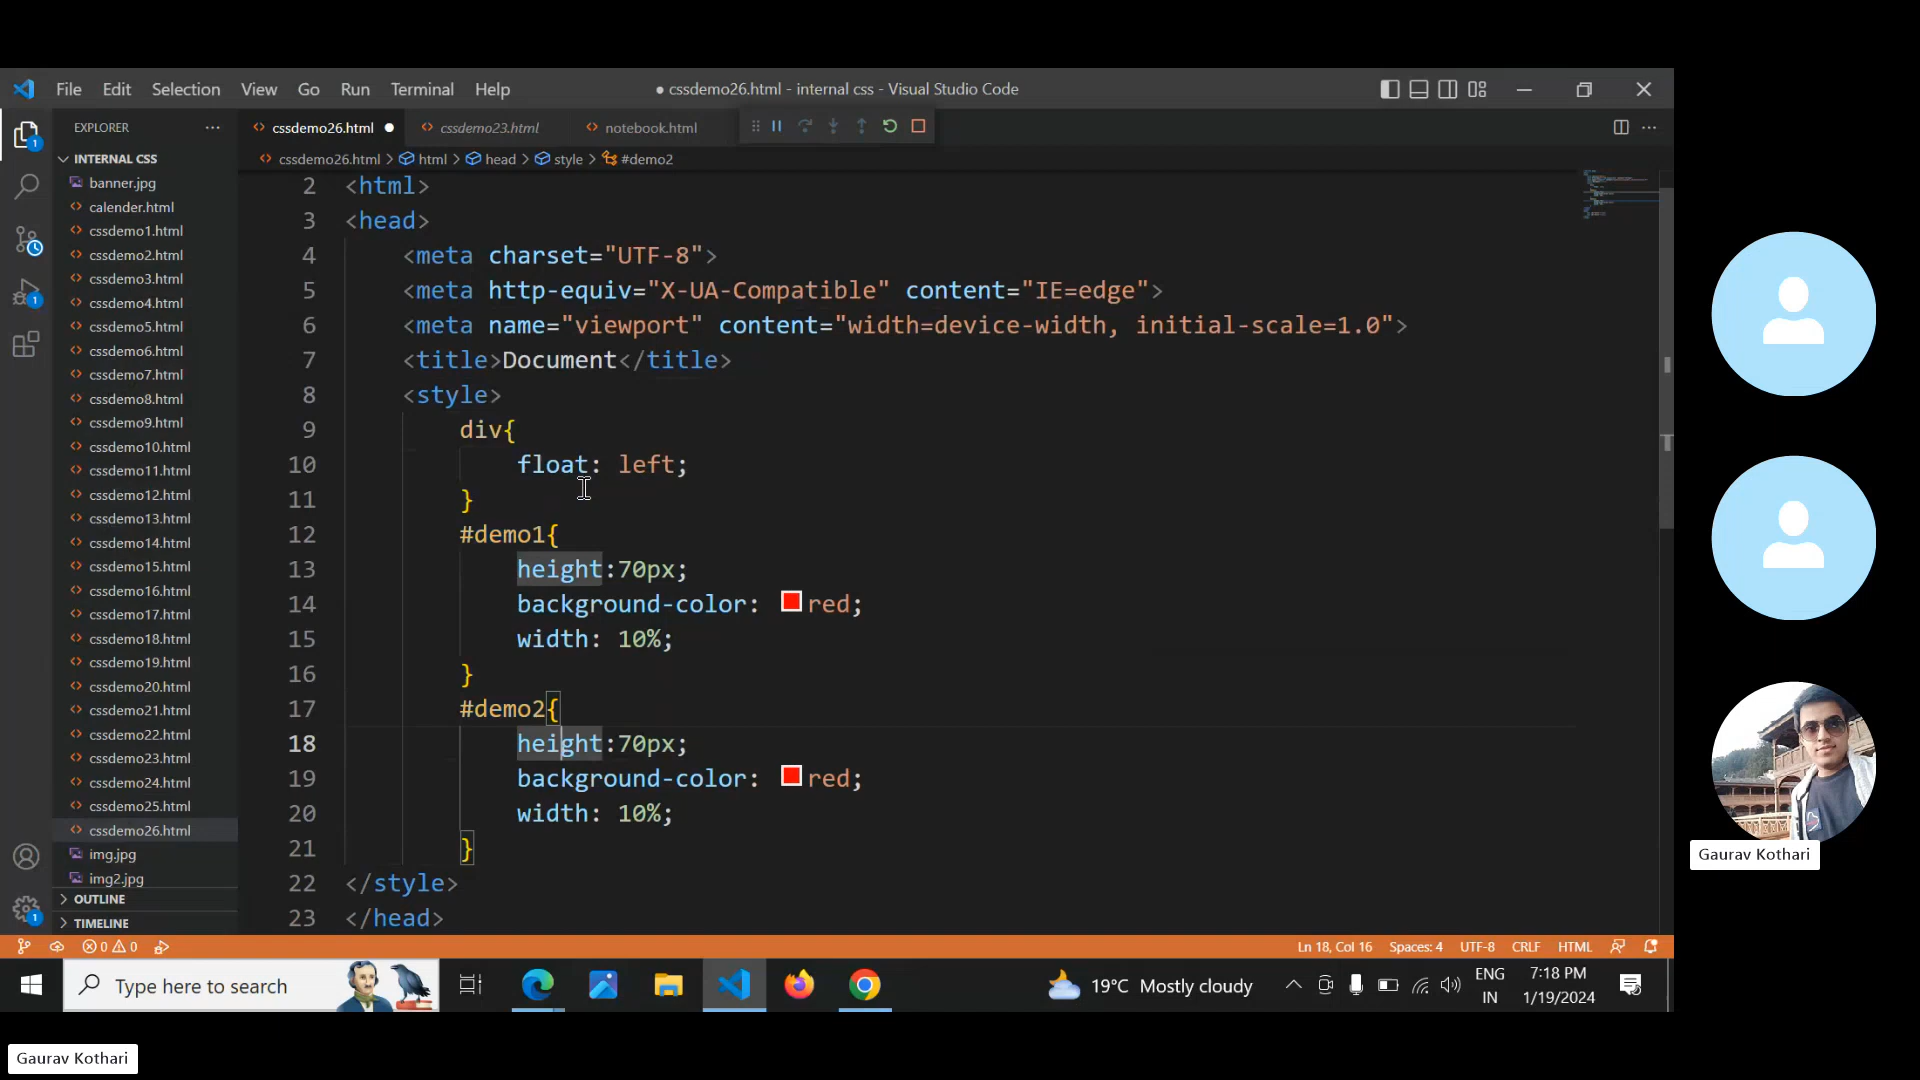 File Edit Selection View Go Run Terminal Help
● cssdemo26.html - internal css - Visual Studio Code
EXPLORER
cssdemo26.html ●
cssdemo23.html
notebook.html
INTERNAL CSS
cssdemo26.html > html > head > style > #demo2
banner.jpg
calender.html
cssdemo1.html
cssdemo2.html
cssdemo3.html
cssdemo4.html
cssdemo5.html
cssdemo6.html
cssdemo7.html
cssdemo8.html
cssdemo9.html
cssdemo10.html
cssdemo11.html
cssdemo12.html
cssdemo13.html
cssdemo14.html
cssdemo15.html
cssdemo16.html
cssdemo17.html
cssdemo18.html
cssdemo19.html
cssdemo20.html
cssdemo21.html
cssdemo22.html
cssdemo23.html
cssdemo24.html
cssdemo25.html
cssdemo26.html
img.jpg
img2.jpg
OUTLINE
TIMELINE
2 <html>
3 <head>
4 <meta charset="UTF-8">
5 <meta http-equiv="X-UA-Compatible" content="IE=edge">
6 <meta name="viewport" content="width=device-width, initial-scale=1.0">
7 <title>Document</title>
8 <style>
9 div{
10 float: left;
11 }
12 #demo1{
13 height:70px;
14 background-color: red;
15 width: 10%;
16 }
17 #demo2{
18 height:70px;
19 background-color: red;
20 width: 10%;
21 }
22 </style>
23 </head>
0 0
Ln 18, Col 16 Spaces: 4 UTF-8 CRLF HTML
Type here to search
19°C Mostly cloudy
ENG
IN
7:18 PM
1/19/2024
Gaurav Kothari
Gaurav Kothari